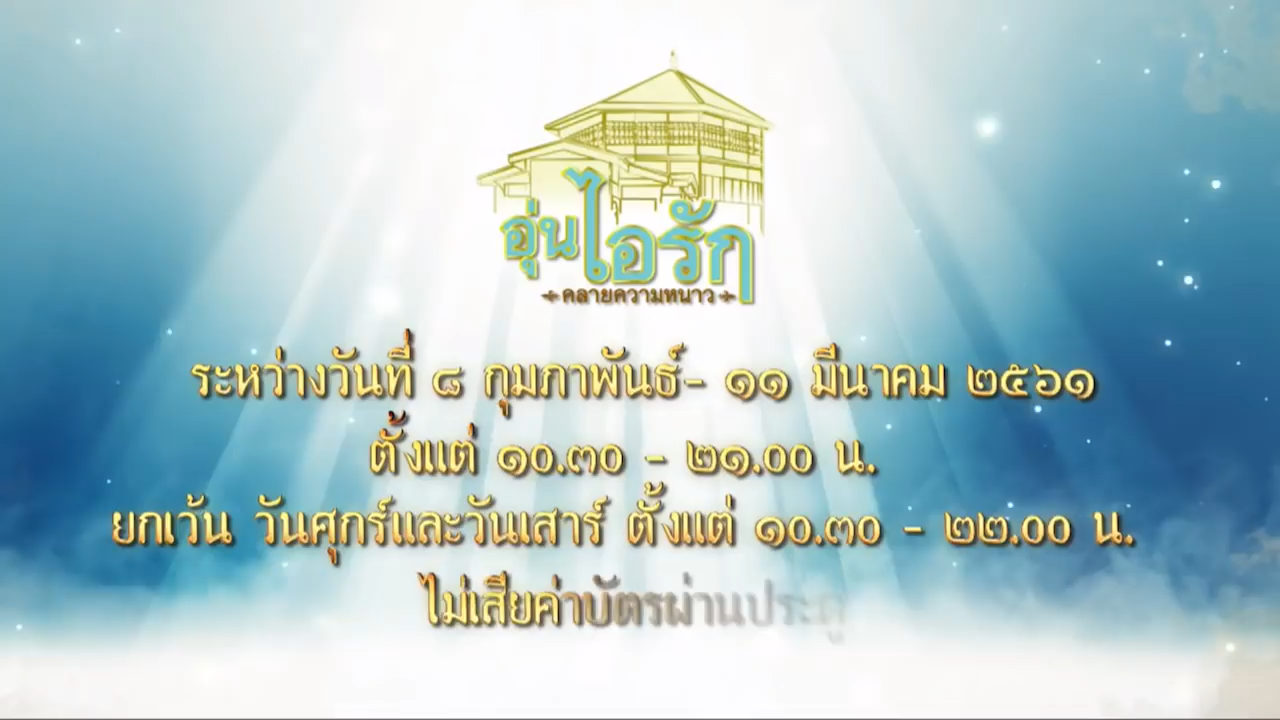 อุ่นไอรัก
คลายความหนาว
ระหว่างวันที่ ๘ กุมภาพันธ์- ๑๑ มีนาคม ๒๕๖๑
ตั้งแต่ ๑๐.๓๐ - ๒๑.๐๐ น.
ยกเว้น วันศุกร์และวันเสาร์ ตั้งแต่ ๑๐.๓๐ - ๒๒.๐๐ น.
ไม่เสียค่าบัตรผ่านประตู